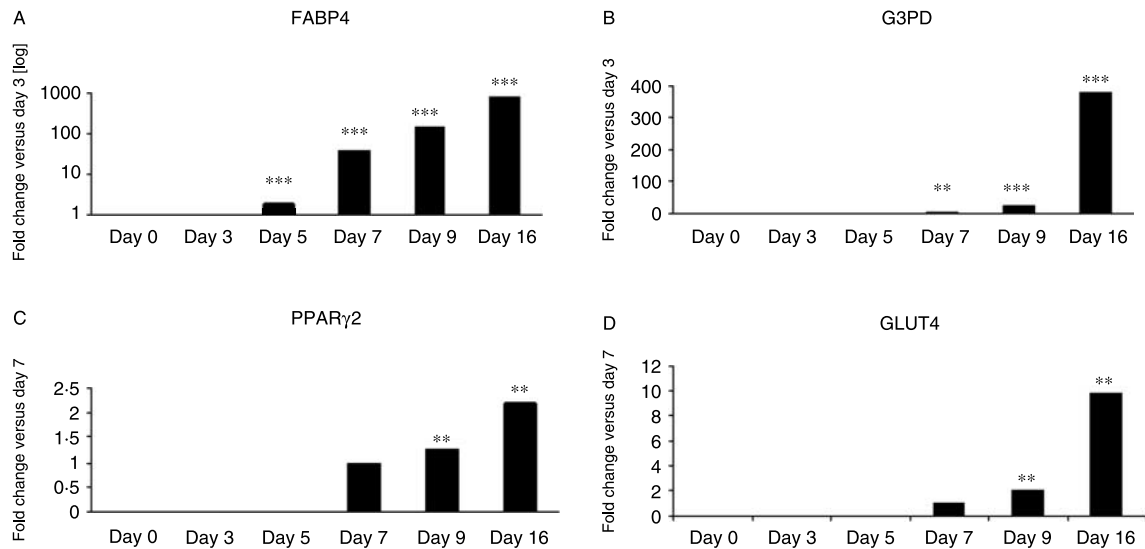 A
FABP4
Fold change versus day 3 [log]
1000
100
10
1
***
***
***
***
Day 0 Day 3 Day 5 Day 7 Day 9 Day 16
B
G3PD
Fold change versus day 3
400
300
200
100
0
**
***
***
Day 0 Day 3 Day 5 Day 7 Day 9 Day 16
C
PPARγ2
Fold change versus day 7
2·5
2
1·5
1
0·5
0
**
**
Day 0 Day 3 Day 5 Day 7 Day 9 Day 16
D
GLUT4
Fold change versus day 7
12
10
8
6
4
2
0
**
**
Day 0 Day 3 Day 5 Day 7 Day 9 Day 16